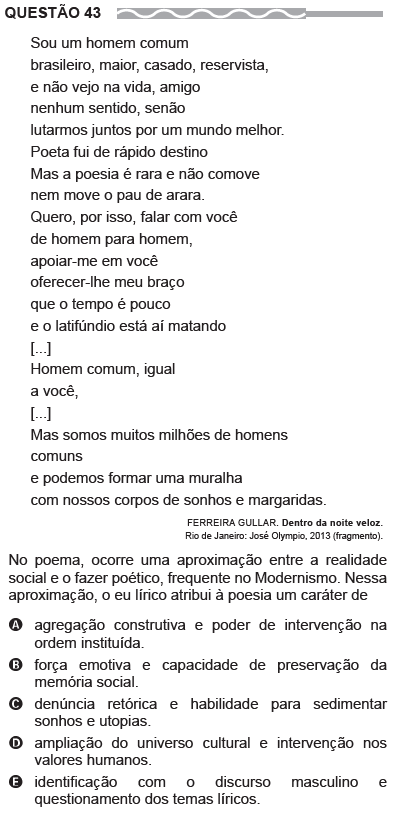 QUESTÃO 43
Sou um homem comum
brasileiro, maior, casado, reservista,
e não vejo na vida, amigo
nenhum sentido, senão
lutarmos juntos por um mundo melhor.
Poeta fui de rápido destino
Mas a poesia é rara e não comove
nem move o pau de arara.
Quero, por isso, falar com você
de homem para homem,
apoiar-me em você
oferecer-lhe meu braço
que o tempo é pouco
e o latifúndio está aí matando
[...]
Homem comum, igual
a você,
[...]
Mas somos muitos milhões de homens
comuns
e podemos formar uma muralha
com nossos corpos de sonhos e margaridas.
FERREIRA GULLAR. Dentro da noite veloz.
Rio de Janeiro: José Olympio, 2013 (fragmento).
No poema, ocorre uma aproximação entre a realidade
social e o fazer poético, frequente no Modernismo. Nessa
aproximação, o eu lírico atribui à poesia um caráter de
A agregação construtiva e poder de intervenção na
ordem instituída.
B força emotiva e capacidade de preservação da
memória social.
C denúncia retórica e habilidade para sedimentar
sonhos e utopias.
D ampliação do universo cultural e intervenção nos
valores humanos.
E identificação com o discurso masculino e
questionamento dos temas líricos.